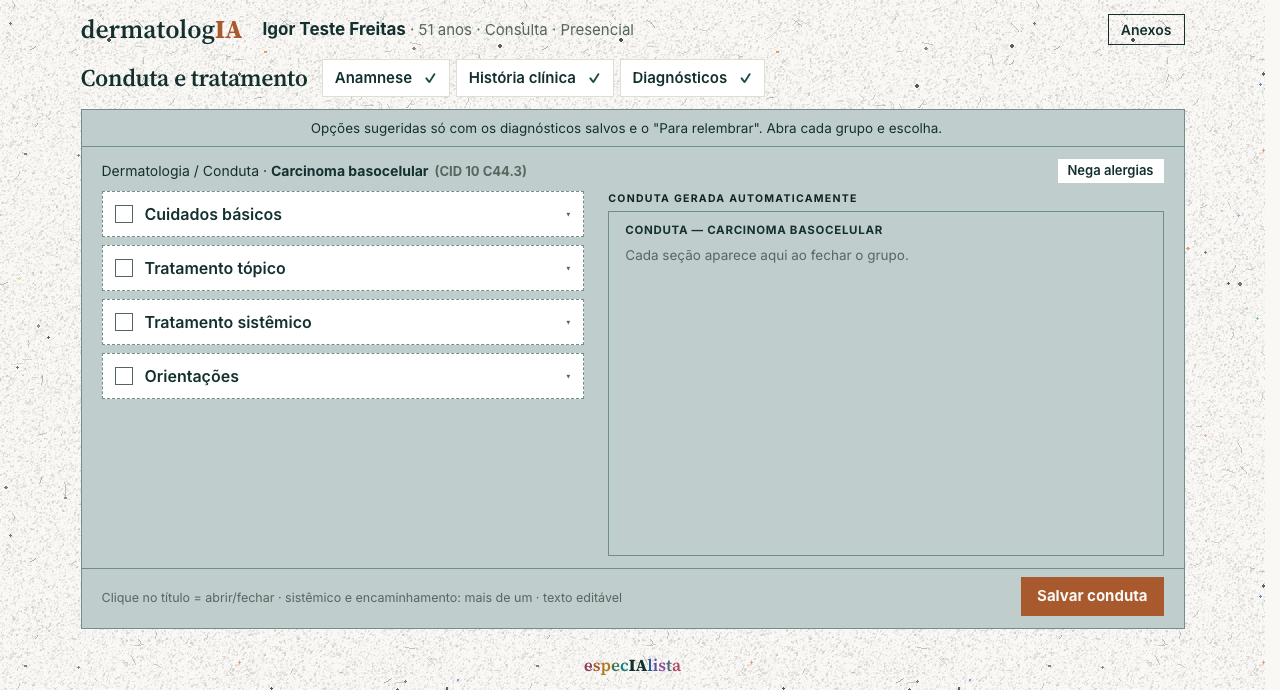 dermatologIA Igor Teste Freitas · 51 anos · Consulta · Presencial Anexos
Conduta e tratamento Anamnese ✓ História clínica ✓ Diagnósticos ✓
Opções sugeridas só com os diagnósticos salvos e o "Para relembrar". Abra cada grupo e escolha.
Dermatologia / Conduta · Carcinoma basocelular (CID 10 C44.3) Nega alergias
Cuidados básicos
Tratamento tópico
Tratamento sistêmico
Orientações
CONDUTA GERADA AUTOMATICAMENTE
CONDUTA — CARCINOMA BASOCELULAR
Cada seção aparece aqui ao fechar o grupo.
Clique no título = abrir/fechar · sistêmico e encaminhamento: mais de um · texto editável Salvar conduta
especIAlista